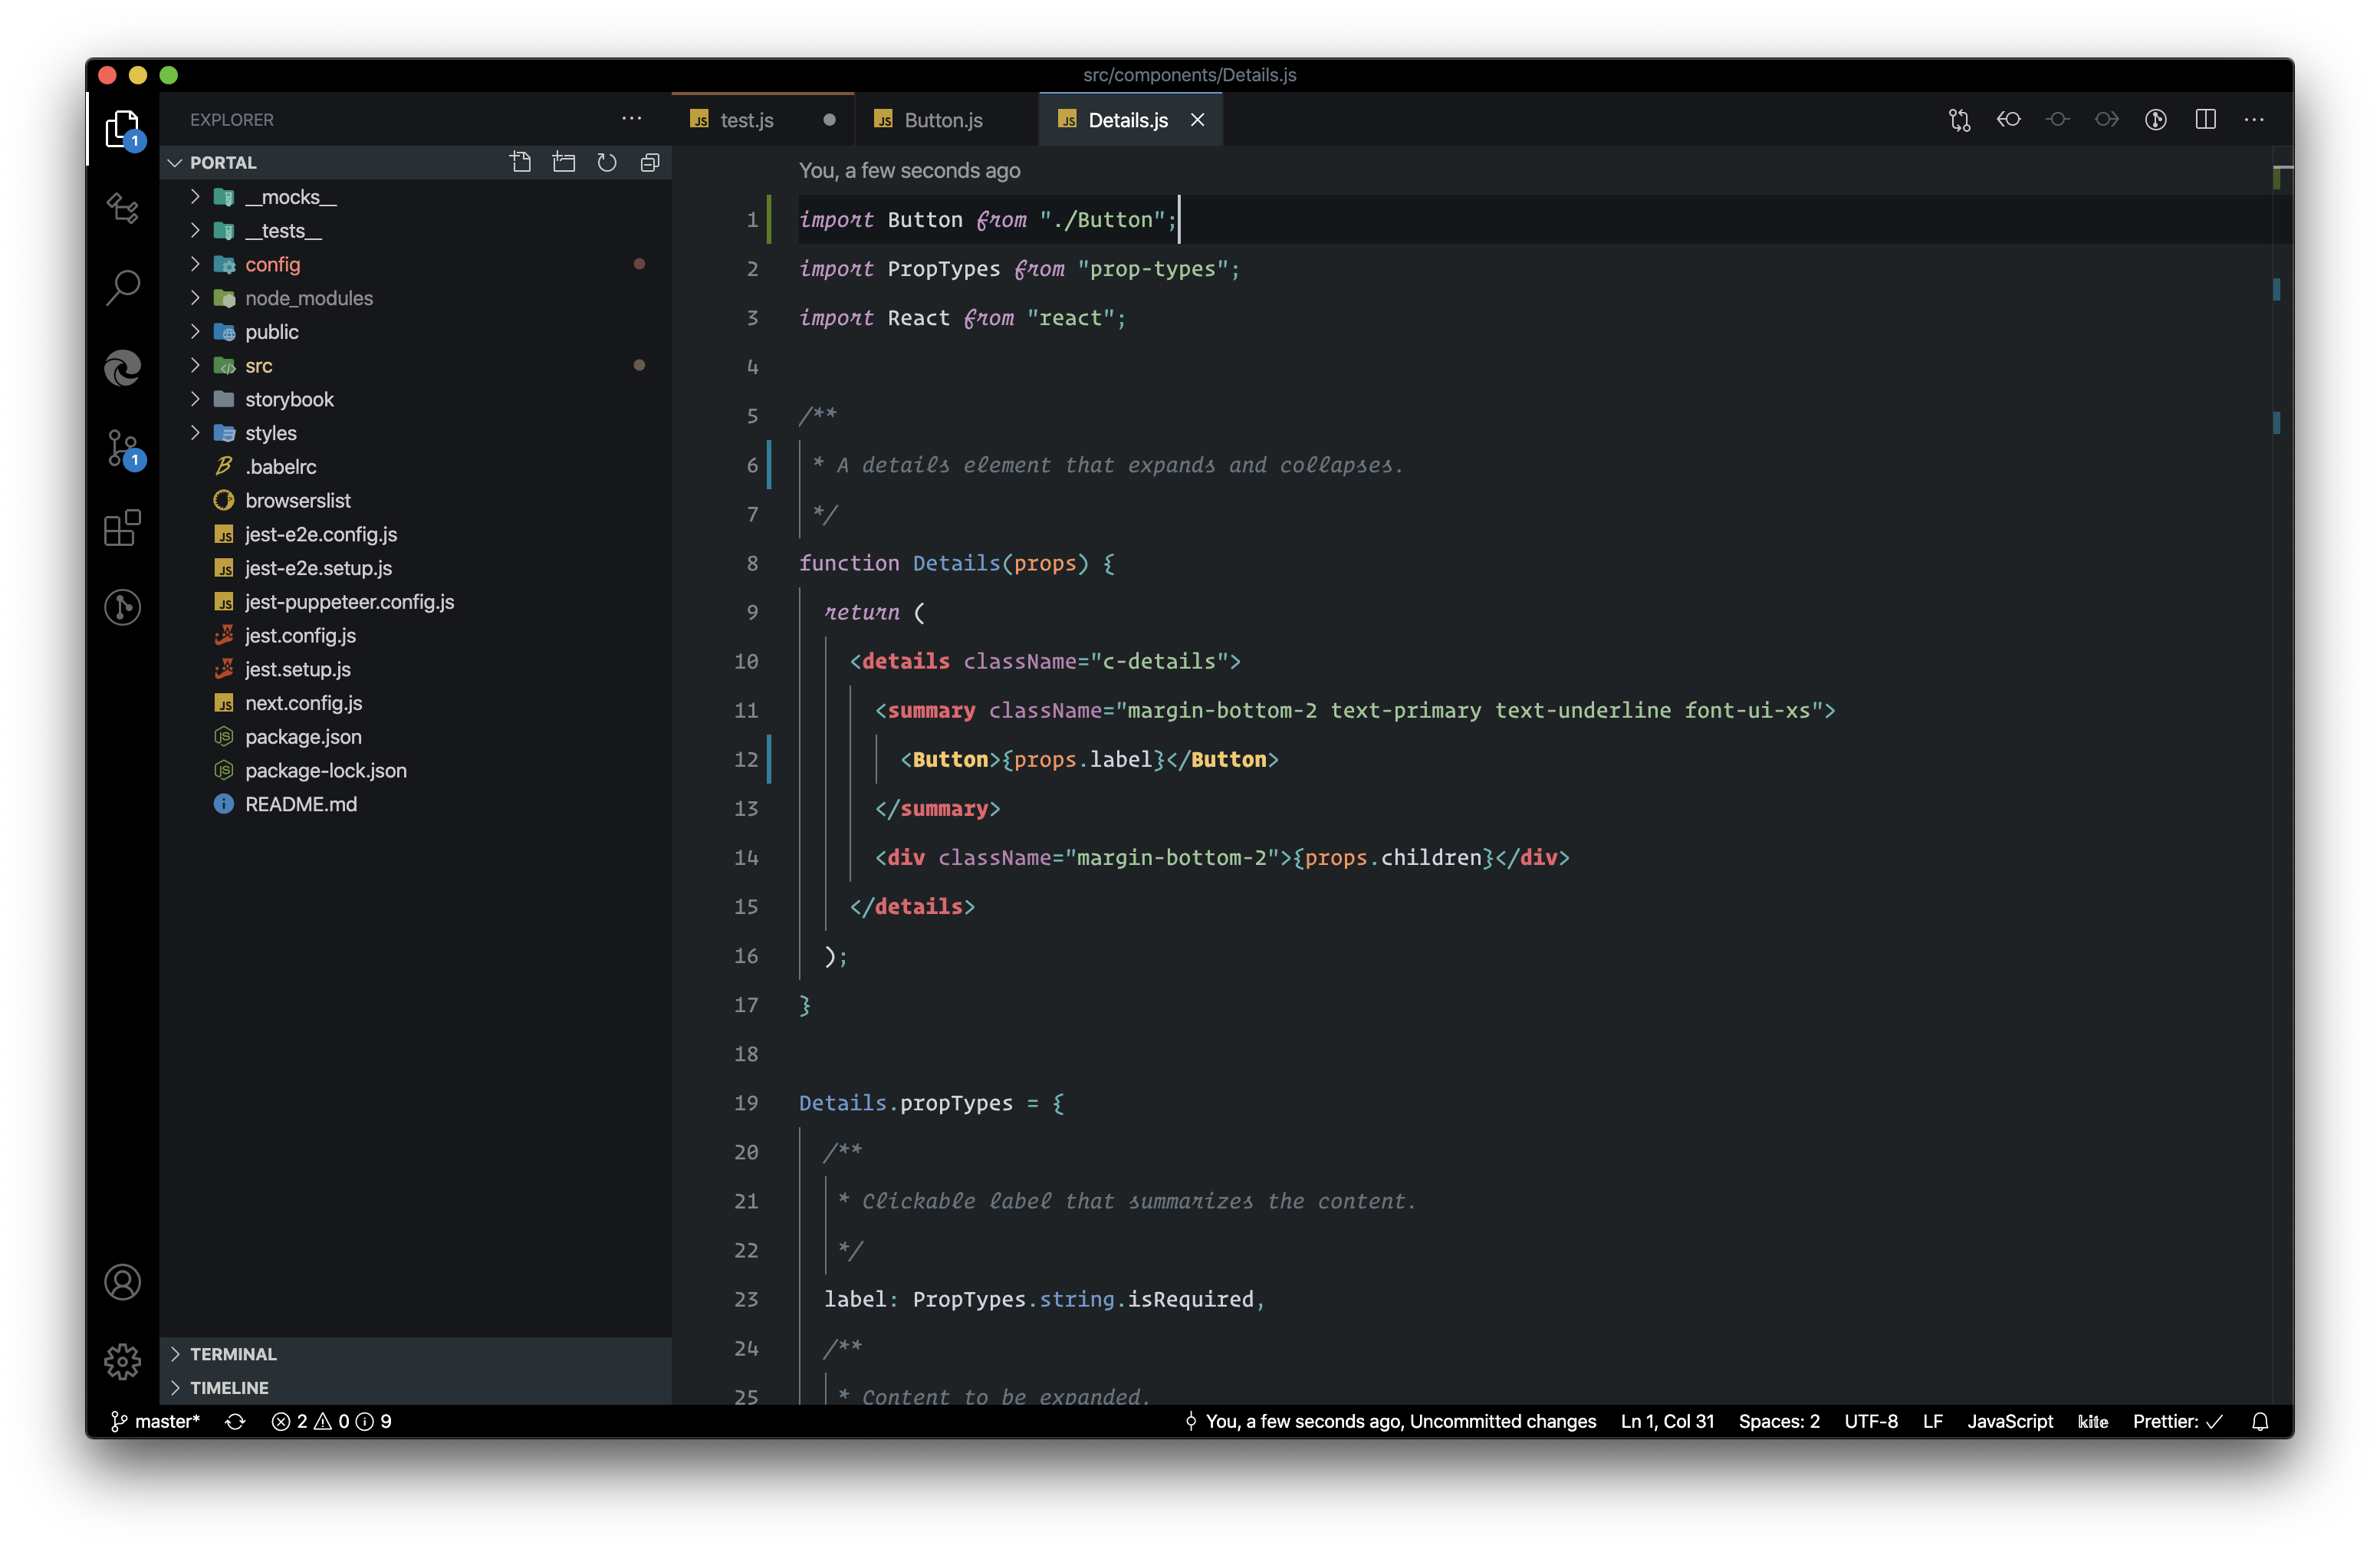 src/components/Details.js
EXPLORER
test.js
Button.js
Details.js
PORTAL
__mocks__
__tests__
config
node_modules
public
src
storybook
styles
.babelrc
browserslist
jest-e2e.config.js
jest-e2e.setup.js
jest-puppeteer.config.js
jest.config.js
jest.setup.js
next.config.js
package.json
package-lock.json
README.md
TERMINAL
TIMELINE
1
1
You, a few seconds ago
1 import Button from "./Button";
2 import PropTypes from "prop-types";
3 import React from "react";
4
5 /**
6 * A details element that expands and collapses.
7 */
8 function Details(props) {
9 return (
10 <details className="c-details">
11 <summary className="margin-bottom-2 text-primary text-underline font-ui-xs">
12 <Button>{props.label}</Button>
13 </summary>
14 <div className="margin-bottom-2">{props.children}</div>
15 </details>
16 );
17 }
18
19 Details.propTypes = {
20 /**
21 * Clickable label that summarizes the content.
22 */
23 label: PropTypes.string.isRequired,
24 /**
25 * Content to be expanded.
master* 2 0 9
You, a few seconds ago, Uncommitted changes Ln 1, Col 31 Spaces: 2 UTF-8 LF JavaScript kite Prettier: ✓